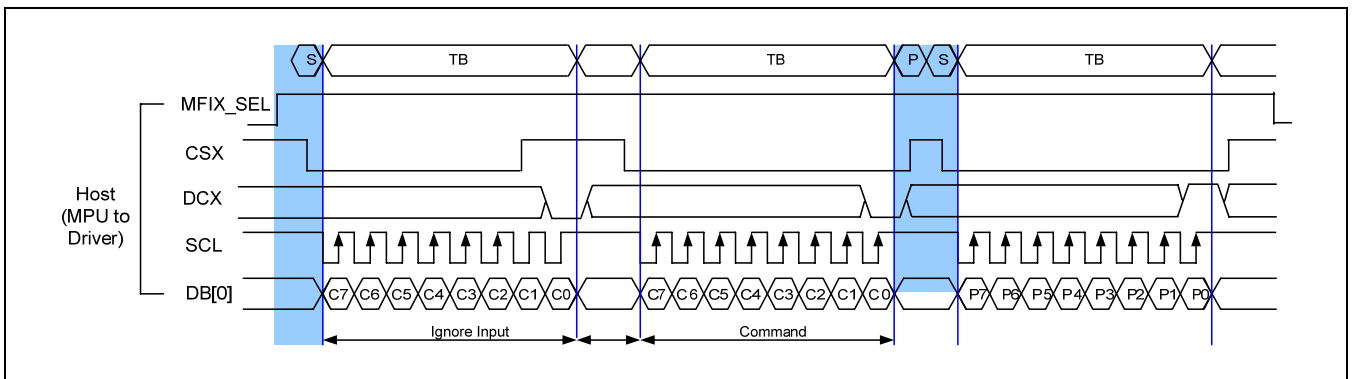 S TB TB P S TB
MFIX_SEL
CSX
Host
(MPU to
Driver)
DCX
SCL
DB[0] C7 C6 C5 C4 C3 C2 C1 C0 C7 C6 C5 C4 C3 C2 C1 C0 P7 P6 P5 P4 P3 P2 P1 P0
Ignore Input Command